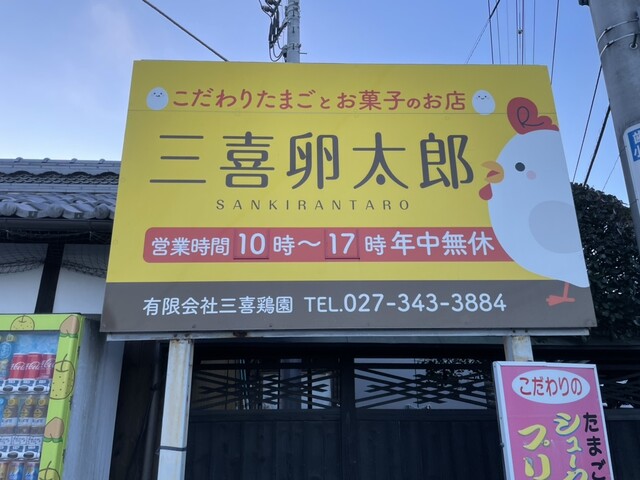 こだわりたまごとお菓子のお店
三喜卵太郎
SANKIRANTARO
営業時間 10時～17時 年中無休
有限会社三喜鶏園 TEL.027-343-3884
こだわりの
たまご
シュー
プリ
Coca-Cola